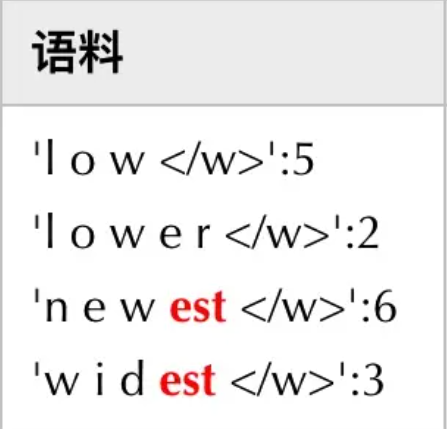 语料
'l o w </w>':5
'l o w e r </w>':2
'n e w est </w>':6
'w i d est </w>':3